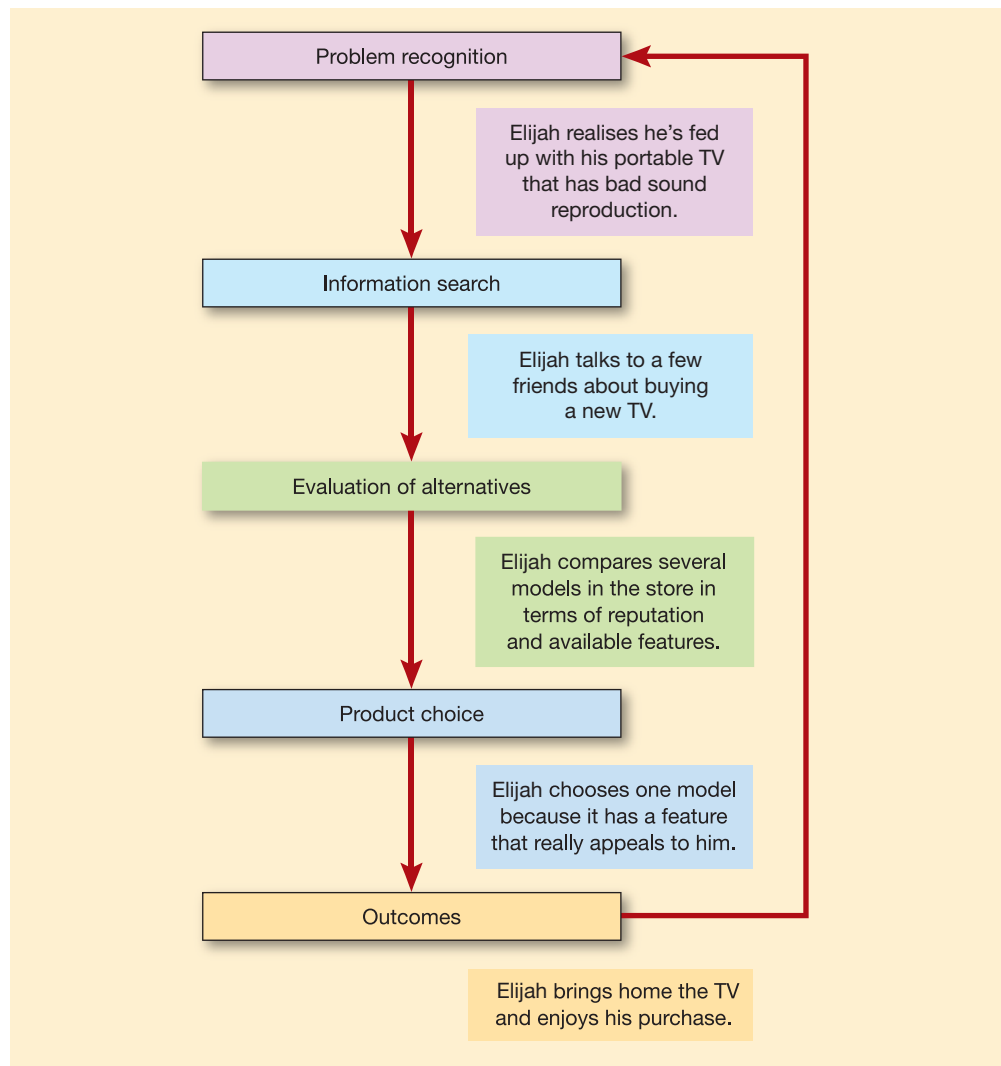 Problem recognition
Elijah realises he's fed
up with his portable TV
that has bad sound
reproduction.
Information search
Elijah talks to a few
friends about buying
a new TV.
Evaluation of alternatives
Elijah compares several
models in the store in
terms of reputation
and available features.
Product choice
Elijah chooses one model
because it has a feature
that really appeals to him.
Outcomes
Elijah brings home the TV
and enjoys his purchase.